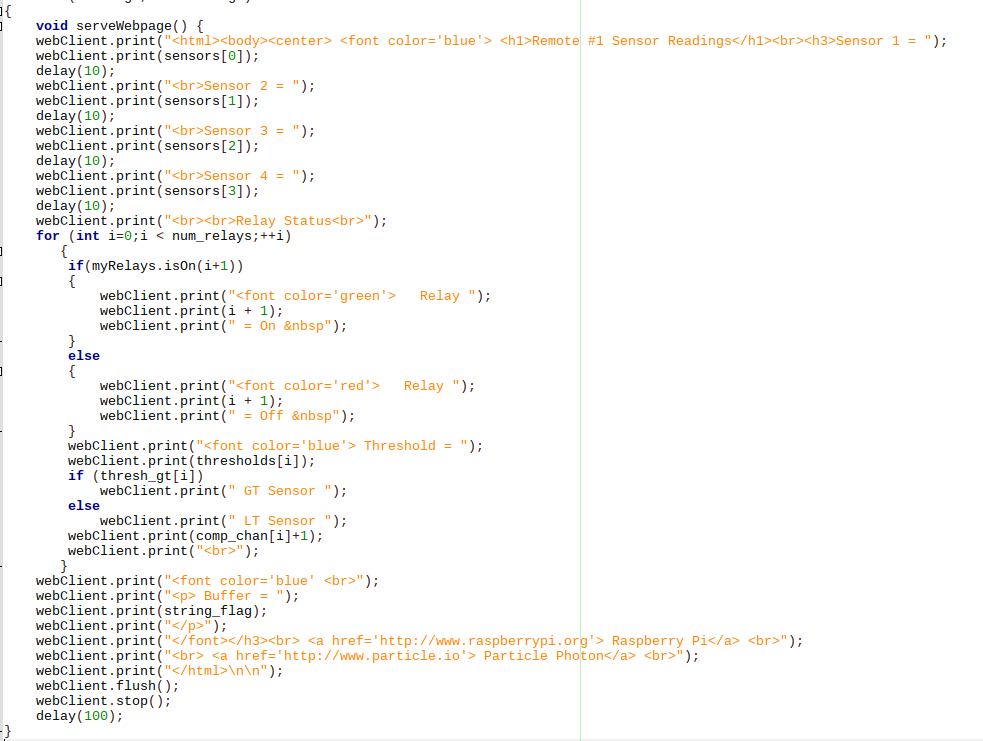 {
    void serveWebpage() {
    webClient.print("<html><body><center> <font color='blue'> <h1>Remote #1 Sensor Readings</h1><br><h3>Sensor 1 = ");
    webClient.print(sensors[0]);
    delay(10);
    webClient.print("<br>Sensor 2 = ");
    webClient.print(sensors[1]);
    delay(10);
    webClient.print("<br>Sensor 3 = ");
    webClient.print(sensors[2]);
    delay(10);
    webClient.print("<br>Sensor 4 = ");
    webClient.print(sensors[3]);
    delay(10);
    webClient.print("<br><br>Relay Status<br>");
    for (int i=0;i < num_relays;++i)
       {
        if(myRelays.isOn(i+1))
        {
            webClient.print("<font color='green'>   Relay ");
            webClient.print(i + 1);
            webClient.print(" = On &nbsp");
        }
        else
        {
            webClient.print("<font color='red'>   Relay ");
            webClient.print(i + 1);
            webClient.print(" = Off &nbsp");
        }
        webClient.print("<font color='blue'> Threshold = ");
        webClient.print(thresholds[i]);
        if (thresh_gt[i])
            webClient.print(" GT Sensor ");
        else
            webClient.print(" LT Sensor ");
        webClient.print(comp_chan[i]+1);
        webClient.print("<br>");
       }
    webClient.print("<font color='blue' <br>");
    webClient.print("<p> Buffer = ");
    webClient.print(string_flag);
    webClient.print("</p>");
    webClient.print("</font></h3><br> <a href='http://www.raspberrypi.org'> Raspberry Pi</a> <br>");
    webClient.print("<br> <a href='http://www.particle.io'> Particle Photon</a> <br>");
    webClient.print("</html>\n\n");
    webClient.flush();
    webClient.stop();
    delay(100);
}